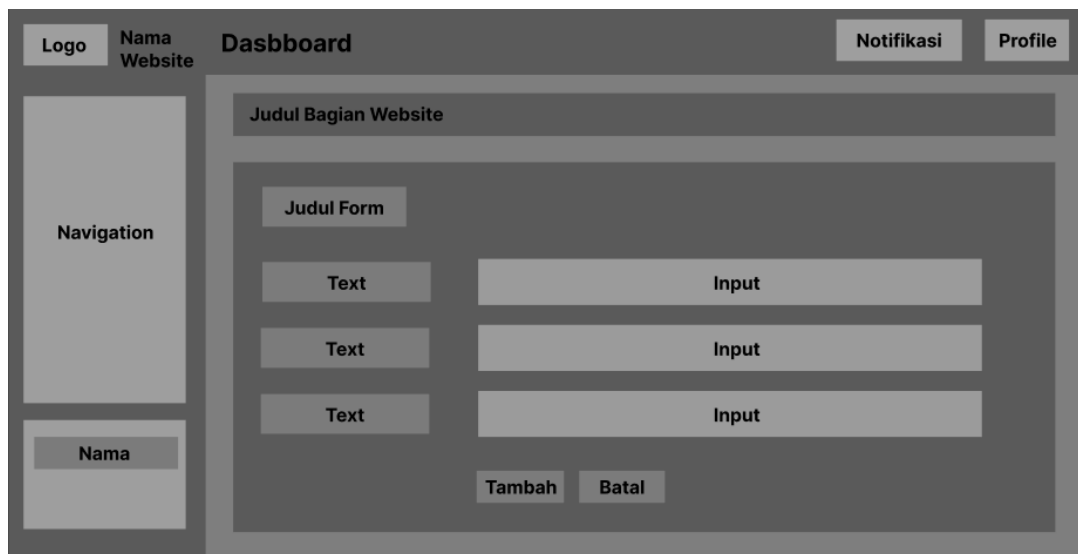 Logo
Nama
Website
Dasbboard
Notifikasi
Profile
Judul Bagian Website
Navigation
Judul Form
Text
Input
Text
Input
Text
Input
Nama
Tambah
Batal